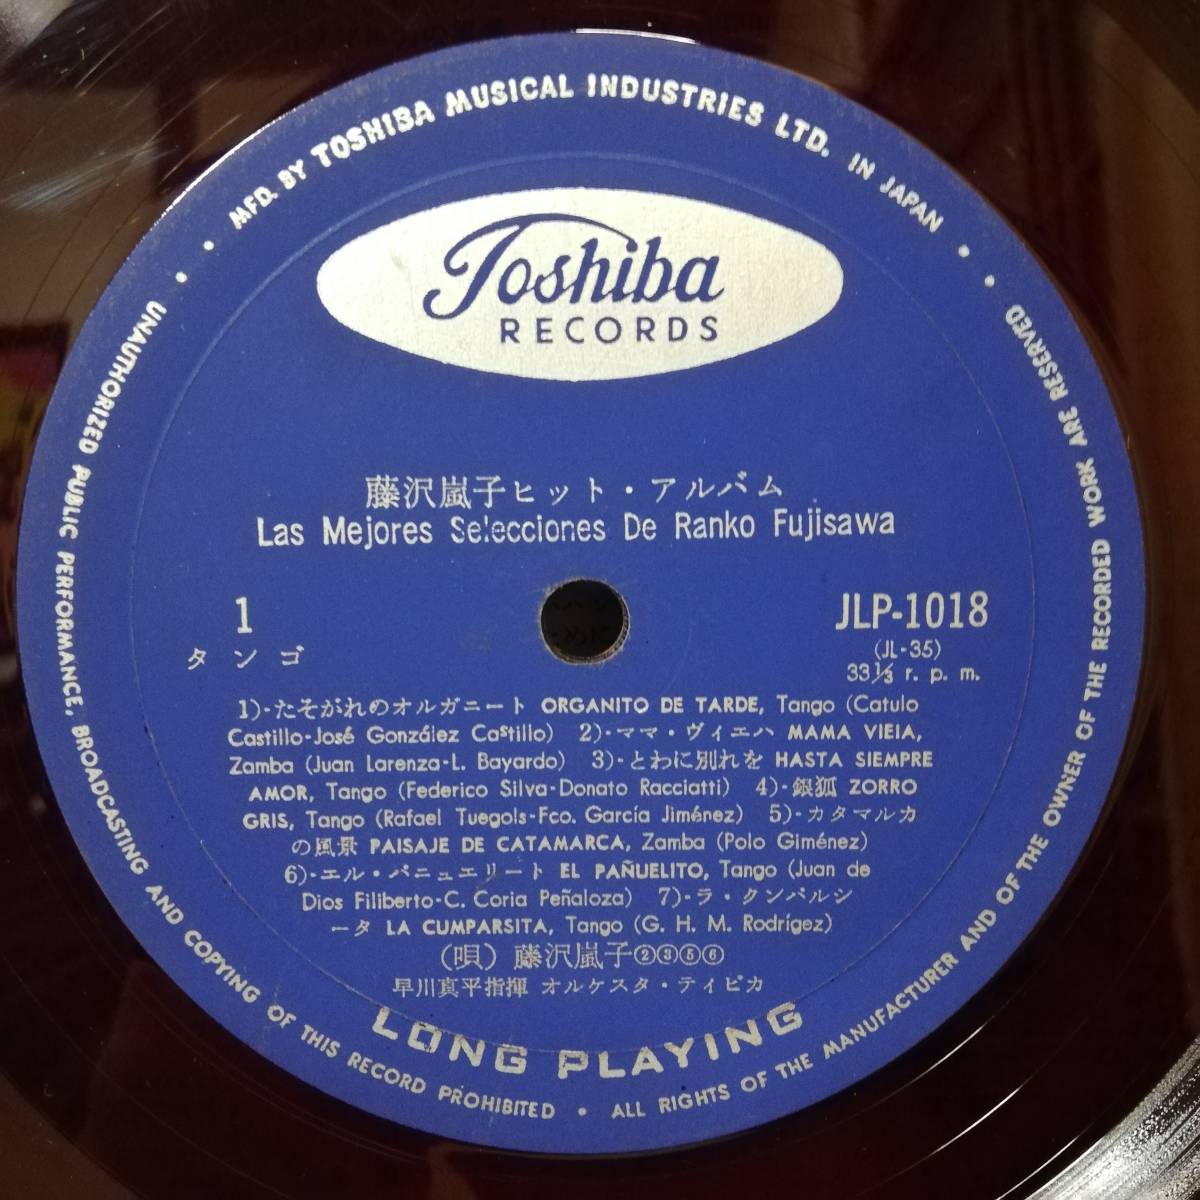 MFD. BY TOSHIBA MUSICAL INDUSTRIES LTD. IN JAPAN
Toshiba
RECORDS
藤沢嵐子ヒット・アルバム
Las Mejores Selecciones De Ranko Fujisawa
1
タンゴ
JLP-1018
(JL-35)
33⅓ r. p. m.
1)-たそがれのオルガニート ORGANITO DE TARDE, Tango (Catulo
Castillo-José Gonzáiez Castillo) 2)-ママ・ヴィエハ MAMA VIEIA,
Zamba (Juan Larenza-L. Bayardo) 3)-とわに別れを HASTA SIEMPRE
AMOR, Tango (Federico Silva-Donato Racciatti) 4)-銀狐 ZORRO
GRIS, Tango (Rafael Tuegols-Fco. García Jiménez) 5)-カタマルカ
の風景 PAISAJE DE CATAMARCA, Zamba (Polo Giménez)
6)-エル・パニュエリート EL PAÑUELITO, Tango (Juan de
Dios Filiberto-C. Coria Peñaloza) 7)-ラ・クンパルシ
ータ LA CUMPARSITA, Tango (G. H. M. Rodrígez)
(唄) 藤沢嵐子②③⑤⑥
早川真平指揮 オルケスタ・ティピカ
LONG PLAYING
UNAUTHORIZED PUBLIC PERFORMANCE, BROADCASTING AND COPYING OF THIS RECORD PROHIBITED • ALL RIGHTS OF THE MANUFACTURER AND OF THE OWNER OF THE RECORDED WORK ARE RESERVED